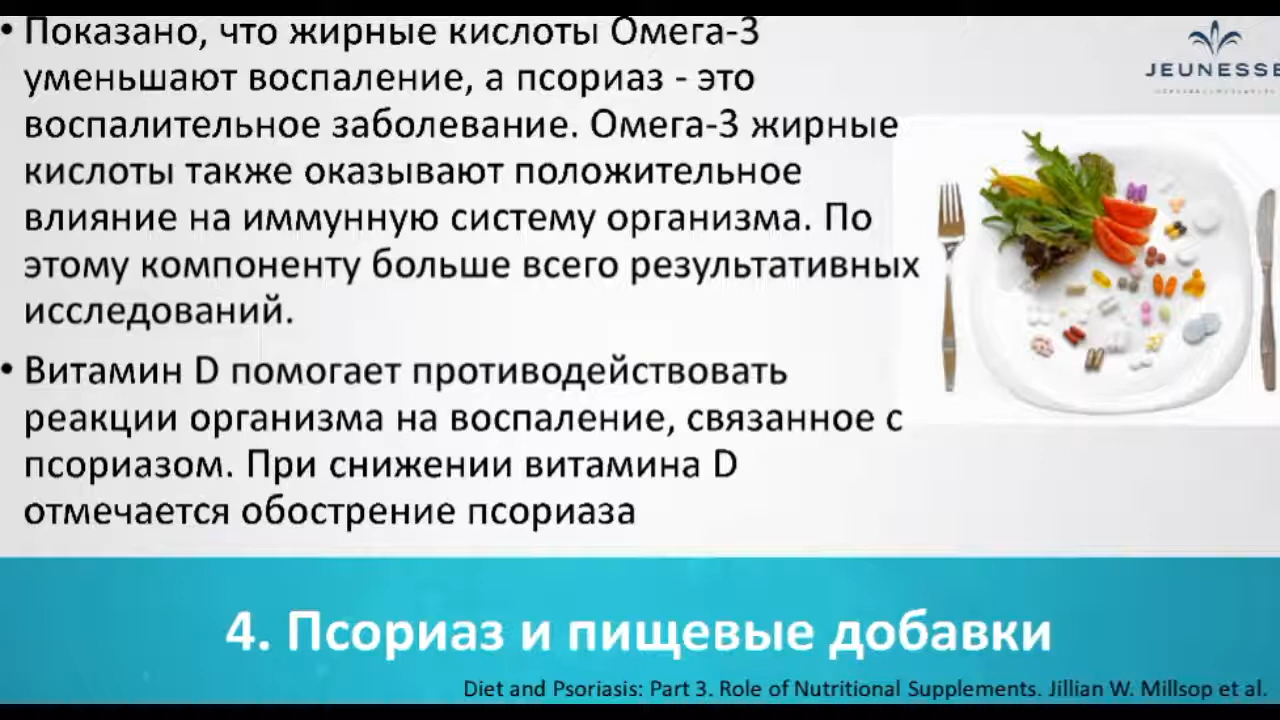 • Показано, что жирные кислоты Омега-3
уменьшают воспаление, а псориаз - это
воспалительное заболевание. Омега-3 жирные
кислоты также оказывают положительное
влияние на иммунную систему организма. По
этому компоненту больше всего результативных
исследований.
• Витамин D помогает противодействовать
реакции организма на воспаление, связанное с
псориазом. При снижении витамина D
отмечается обострение псориаза
JEUNESSE
4. Псориаз и пищевые добавки
Diet and Psoriasis: Part 3. Role of Nutritional Supplements. Jillian W. Millsop et al.